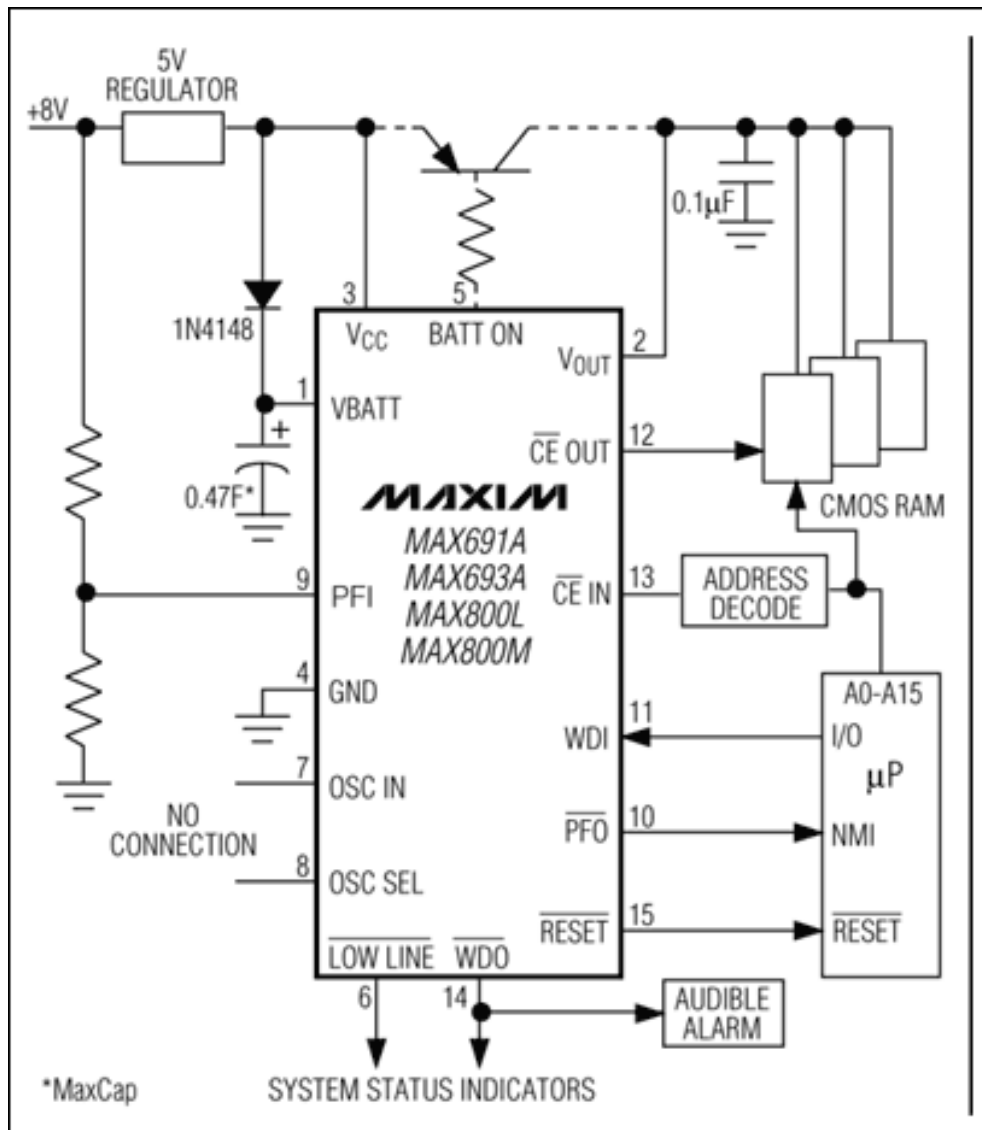 5V
REGULATOR
+8V
0.1μF
3
5
1N4148
VCC
BATT ON
2
VOUT
1
VBATT
+
12
CE OUT
0.47F*
MAXIM
CMOS RAM
MAX691A
MAX693A
MAX800L
MAX800M
9
PFI
CE IN
13
ADDRESS
DECODE
4
GND
A0-A15
11
WDI
I/O
μP
7
OSC IN
NO
CONNECTION
PFO
10
NMI
8
OSC SEL
RESET
15
RESET
LOW LINE
WDO
6
14
AUDIBLE
ALARM
*MaxCap
SYSTEM STATUS INDICATORS